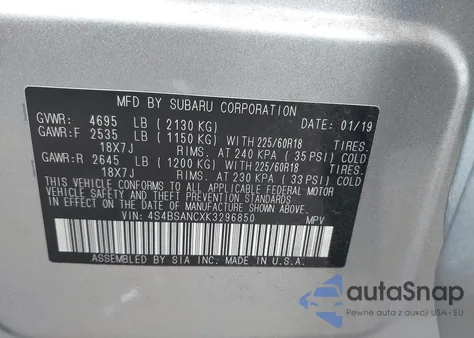 MFD BY SUBARU CORPORATION
GVWR: 4695 LB (2130 KG) DATE: 01/19
GAWR:F 2535 LB (1150 KG) WITH 225/60R18 TIRES.
18X7J RIMS. AT 240 KPA (35 PSI) COLD
GAWR:R 2645 LB (1200 KG) WITH 225/60R18 TIRES.
18X7J RIMS. AT 230 KPA (33 PSI) COLD
THIS VEHICLE CONFORMS TO ALL APPLICABLE FEDERAL MOTOR
VEHICLE SAFETY, BUMPER, AND THEFT PREVENTION STANDARDS
IN EFFECT ON THE DATE OF MANUFACTURE SHOWN ABOVE.
VIN: 4S4BSANCXK3296850 MPV
ASSEMBLED BY SIA INC. MADE IN U.S.A.
autoSnap
Pewne auta z aukcji USA - EU